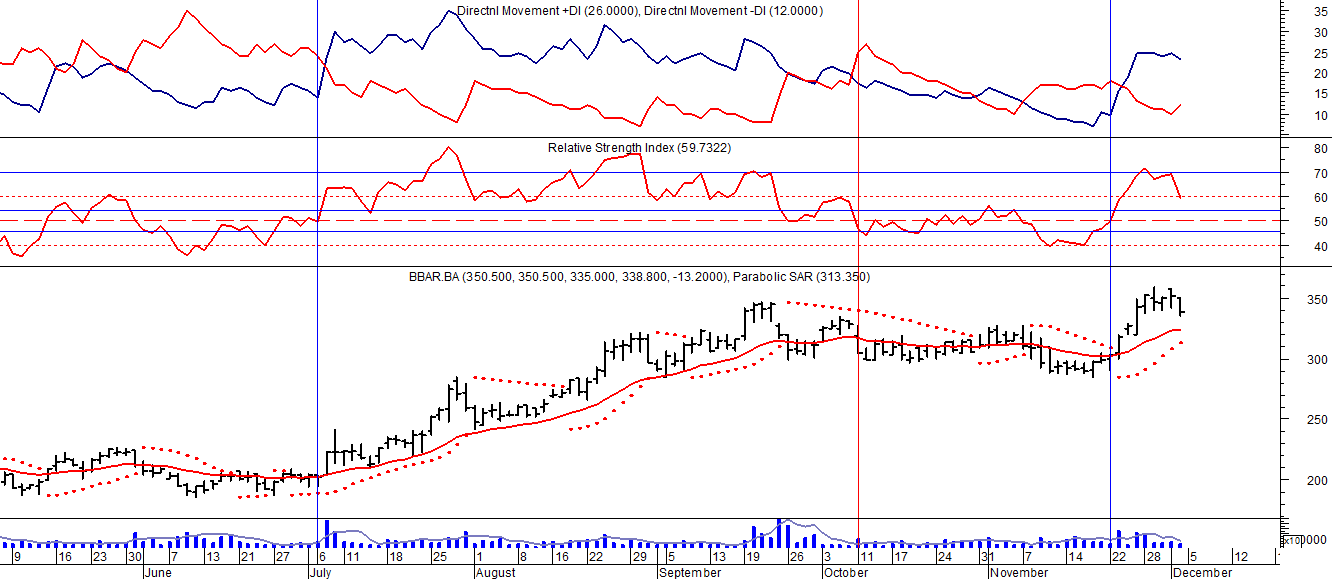 Directnl Movement +DI (26.0000), Directnl Movement -DI (12.0000)
35
30
25
20
15
10
Relative Strength Index (59.7322)
80
70
60
50
40
BBAR.BA (350.500, 350.500, 335.000, 338.800, -13.2000), Parabolic SAR (313.350)
350
300
250
200
x10000
9 16 23 30 7 13 21 27 6 11 18 25 1 8 16 22 29 5 13 19 26 3 11 17 24 31 7 14 22 28 5 12
June July August September October November December